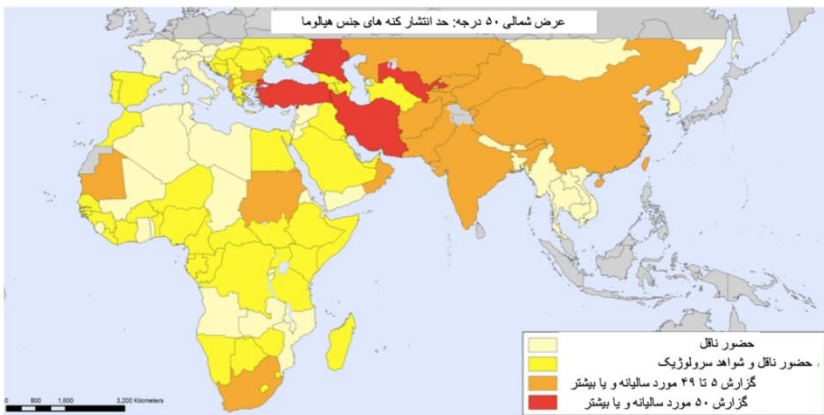 عرض شمالی ۵۰ درجه: حد انتشار کنه های جنس هیالوما
حضور ناقل
حضور ناقل و شواهد سرولوژیک
گزارش ۵ تا ۴۹ مورد سالیانه و یا بیشتر
گزارش ۵۰ مورد سالیانه و یا بیشتر
0 800 1,600 3,200 Kilometers